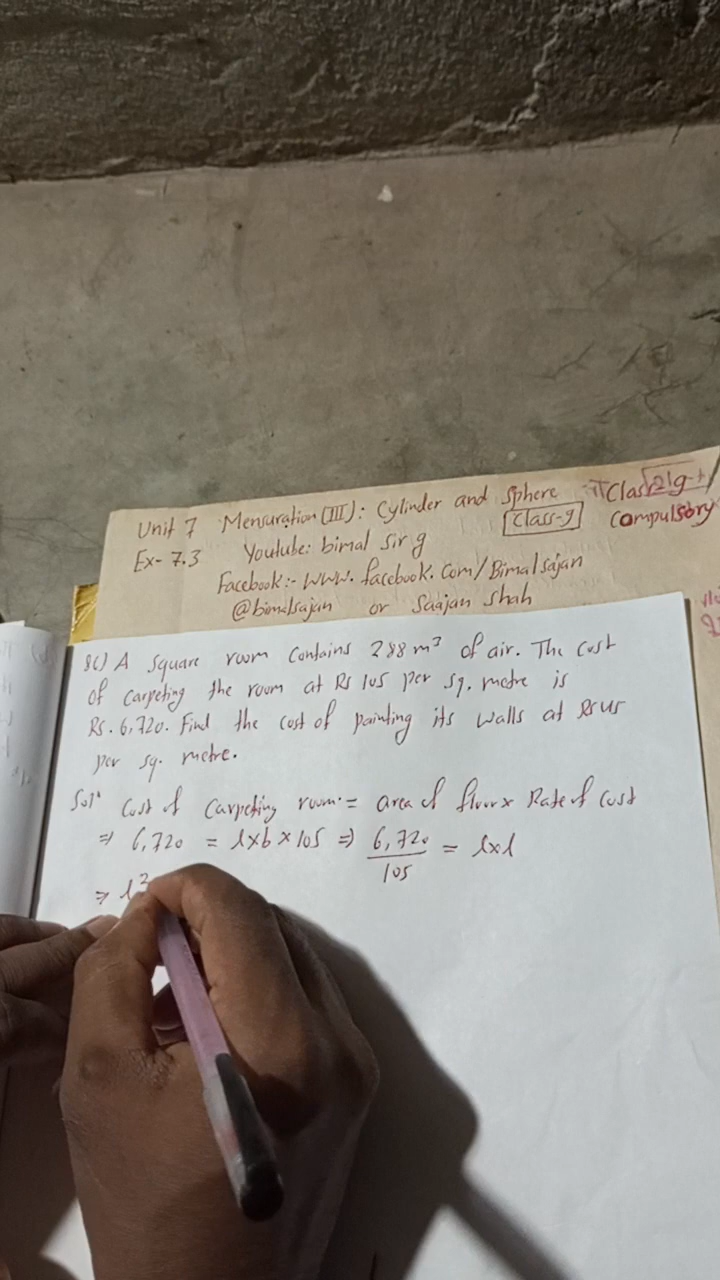 Unit 7 Mensuration (III): Cylinder and Sphere
Class-9
Compulsory
Ex- 7.3 Youtube: bimal sir g
Facebook:- WWW. facebook. Com/Bimalsajan
@bimalsajan or Saajan Shah
8c) A square room contains 288 m³ of air. The cost
of carpeting the room at Rs 105 per sq. metre is
Rs. 6,720. Find the cost of painting its walls at Rs
per sq. metre.
Solⁿ Cost of Carpeting room = area of floor x Rate of Cost
⇒ 6,720 = l×b×105 ⇒ 6,720/105 = l×l
⇒ l²